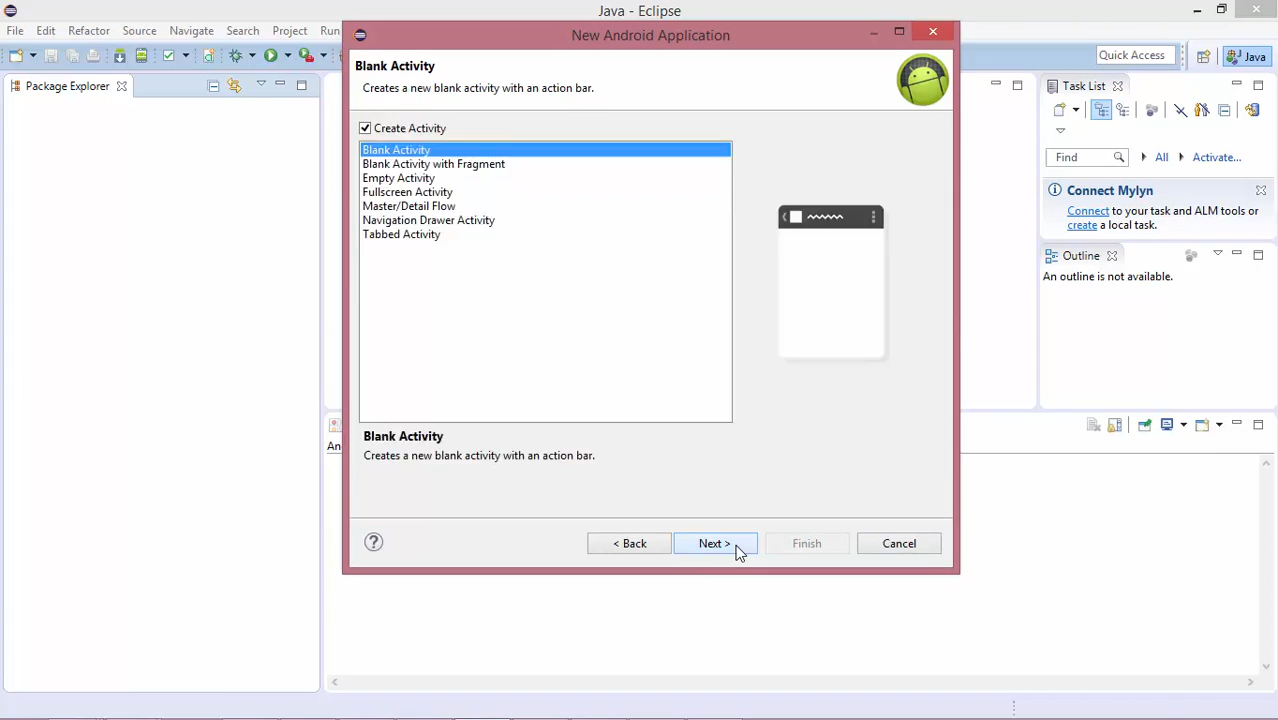 Java - Eclipse
File Edit Refactor Source Navigate Search Project Run
New Android Application
Quick Access
Java
Package Explorer
Blank Activity
Creates a new blank activity with an action bar.
Create Activity
Blank Activity
Blank Activity with Fragment
Empty Activity
Fullscreen Activity
Master/Detail Flow
Navigation Drawer Activity
Tabbed Activity
Blank Activity
Creates a new blank activity with an action bar.
< Back
Next >
Finish
Cancel
An
Task List
Find
All
Activate...
Connect Mylyn
Connect to your task and ALM tools or
create a local task.
Outline
An outline is not available.